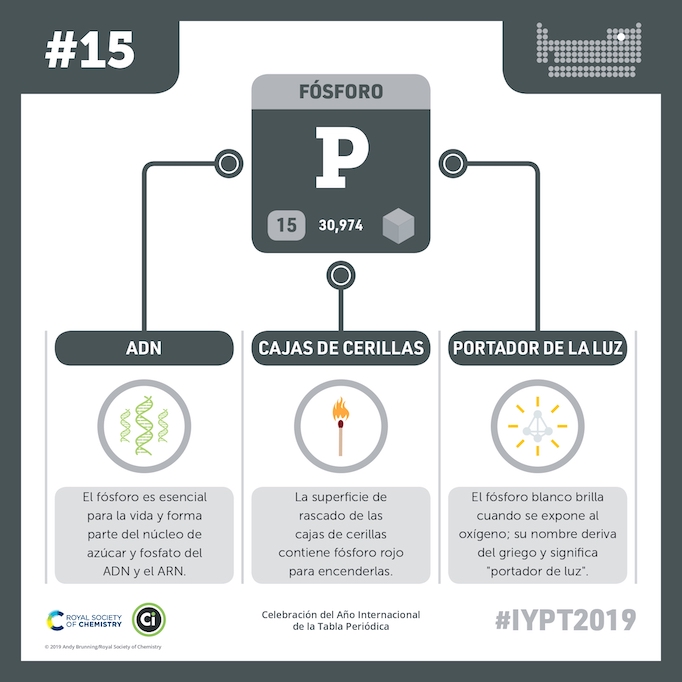 #15
FÓSFORO
P
15 30,974
ADN
El fósforo es esencial
para la vida y forma
parte del núcleo de
azúcar y fosfato del
ADN y el ARN.
CAJAS DE CERILLAS
La superficie de
rascado de las
cajas de cerillas
contiene fósforo rojo
para encenderlas.
PORTADOR DE LA LUZ
El fósforo blanco brilla
cuando se expone al
oxígeno; su nombre deriva
del griego y significa
"portador de luz".
ROYAL SOCIETY
OF CHEMISTRY
Ci
© 2019 Andy Brunning/Royal Society of Chemistry
Celebración del Año Internacional
de la Tabla Periódica
#IYPT2019